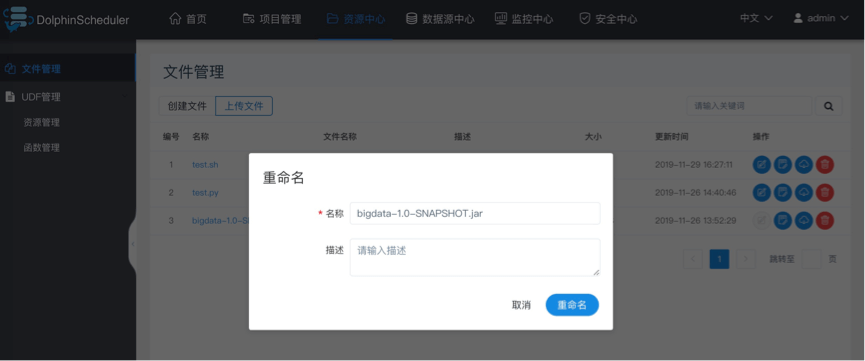 DolphinScheduler 首页 项目管理 资源中心 数据源中心 监控中心 安全中心 中文 admin
文件管理
UDF管理
资源管理
函数管理
文件管理
创建文件 上传文件 请输入关键词
编号 名称 文件名称 描述 大小 更新时间 操作
1 test.sh 2019-11-29 16:27:11
2 test.py 2019-11-26 14:40:46
3 bigdata-1.0-S 2019-11-26 13:52:29
1 跳转至 页
重命名
* 名称 bigdata-1.0-SNAPSHOT.jar
描述 请输入描述
取消 重命名